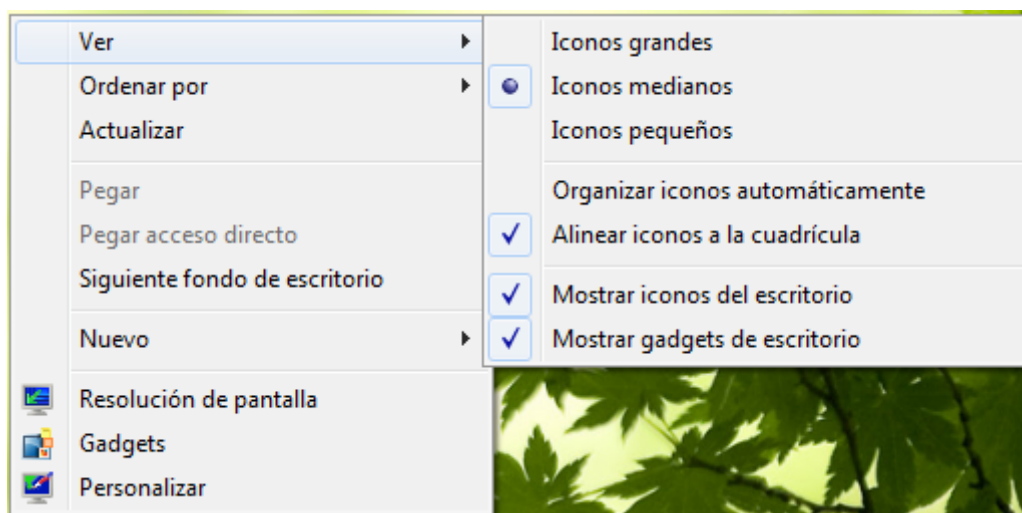 Ver
Ordenar por
Actualizar
Pegar
Pegar acceso directo
Siguiente fondo de escritorio
Nuevo
Resolución de pantalla
Gadgets
Personalizar
Iconos grandes
Iconos medianos
Iconos pequeños
Organizar iconos automáticamente
Alinear iconos a la cuadrícula
Mostrar iconos del escritorio
Mostrar gadgets de escritorio